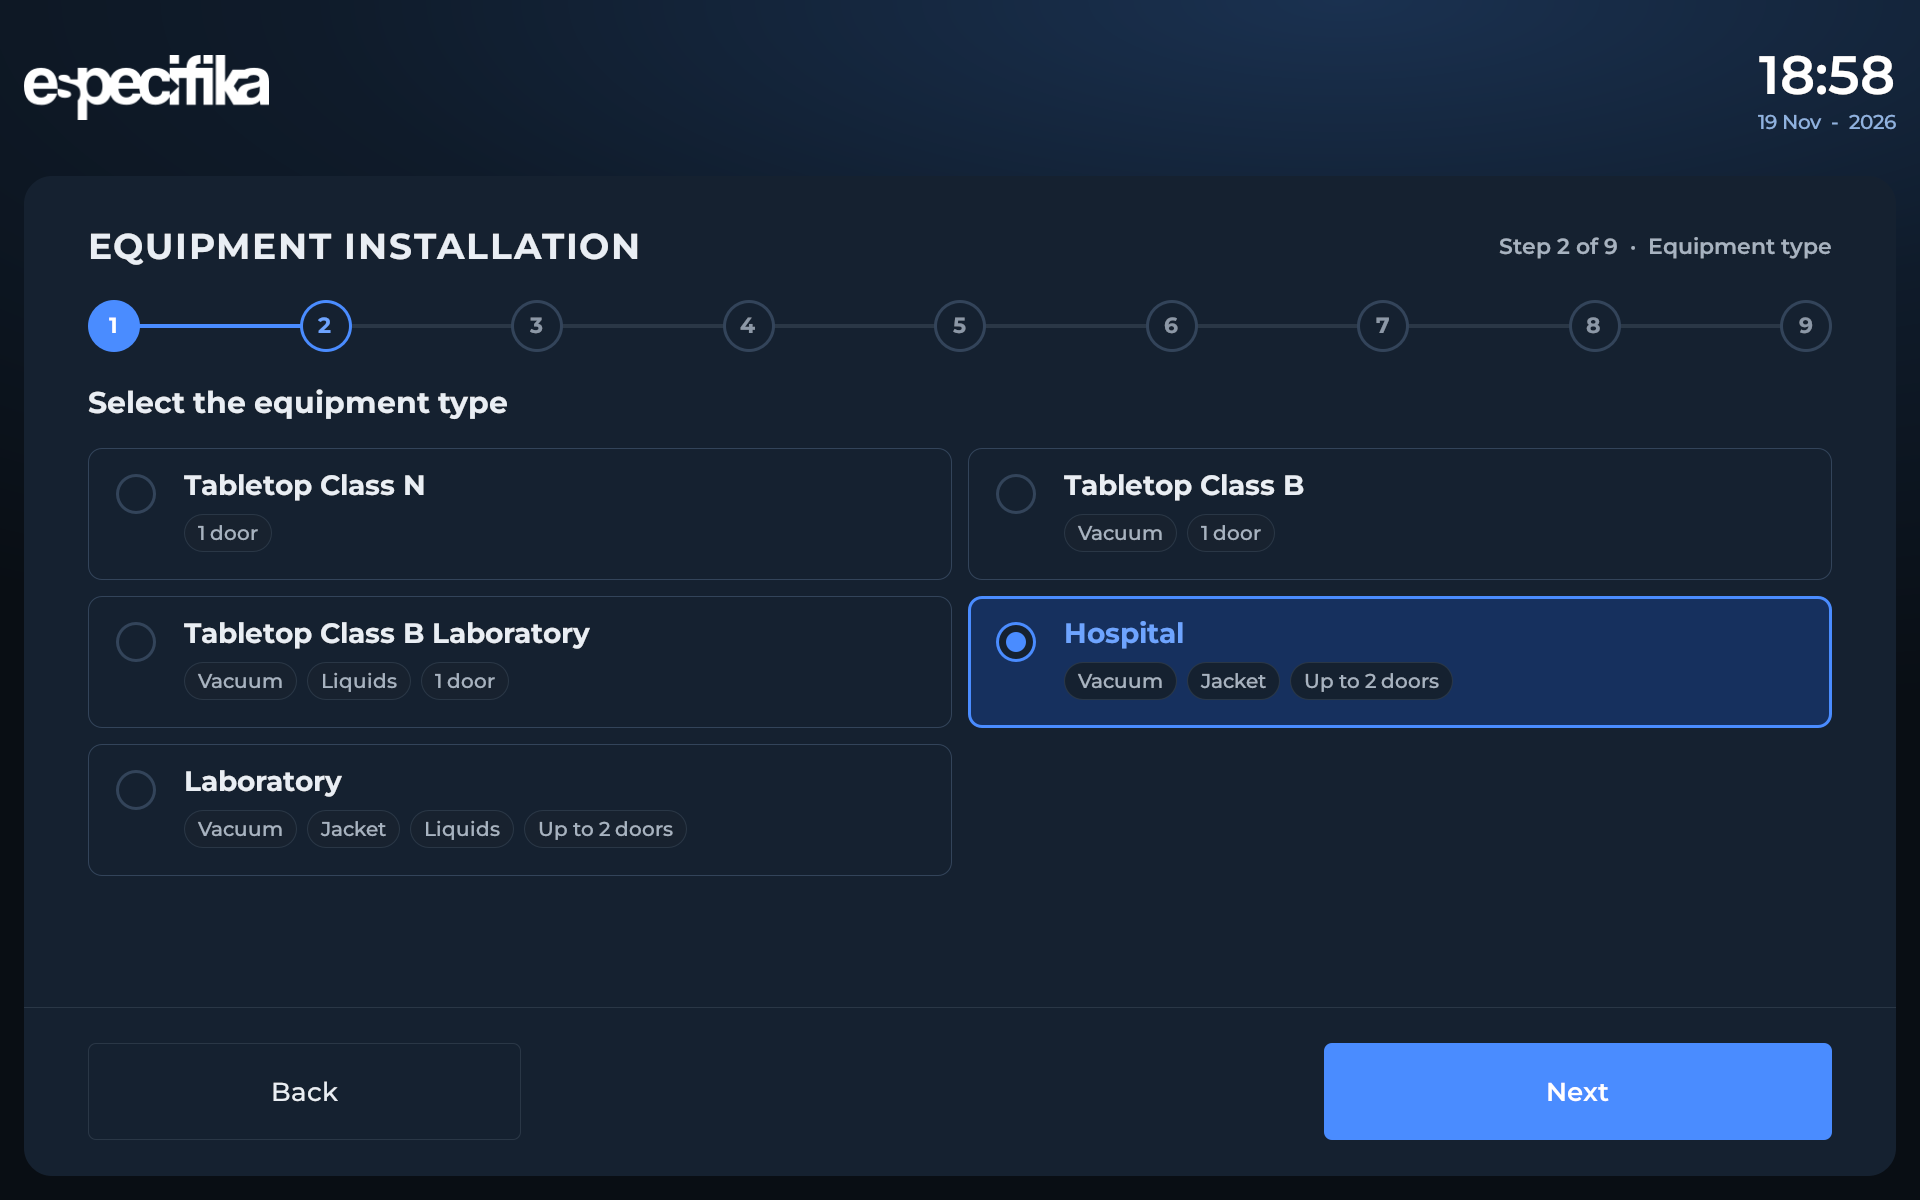 especifika
18:58
19 Nov - 2026
EQUIPMENT INSTALLATION
Step 2 of 9 · Equipment type
1 2 3 4 5 6 7 8 9
Select the equipment type
Tabletop Class N
1 door
Tabletop Class B
Vacuum 1 door
Tabletop Class B Laboratory
Vacuum Liquids 1 door
Hospital
Vacuum Jacket Up to 2 doors
Laboratory
Vacuum Jacket Liquids Up to 2 doors
Back
Next